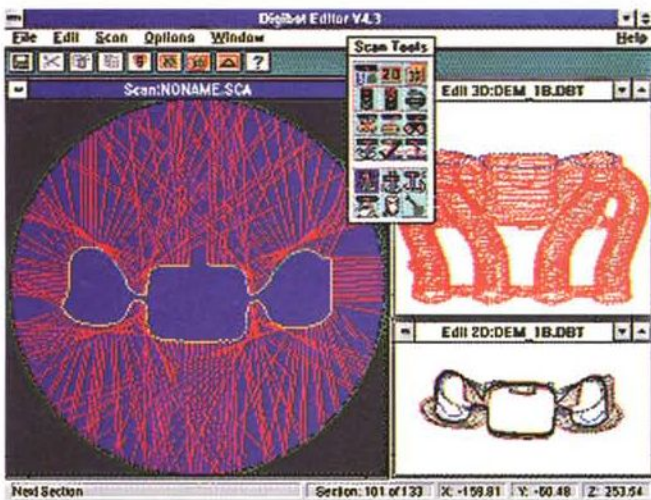 Digibot Editor V4.3
File Edit Scan Options Window Help
Scan Tools
2D
?
Scan:NONAME.SCA
Edit 3D:DEM_1B.DBT
Edit 2D:DEM_1B.DBT
Next Section
Section: 101 of 133 X: -159.81 Y: -60.48 Z: 253.54